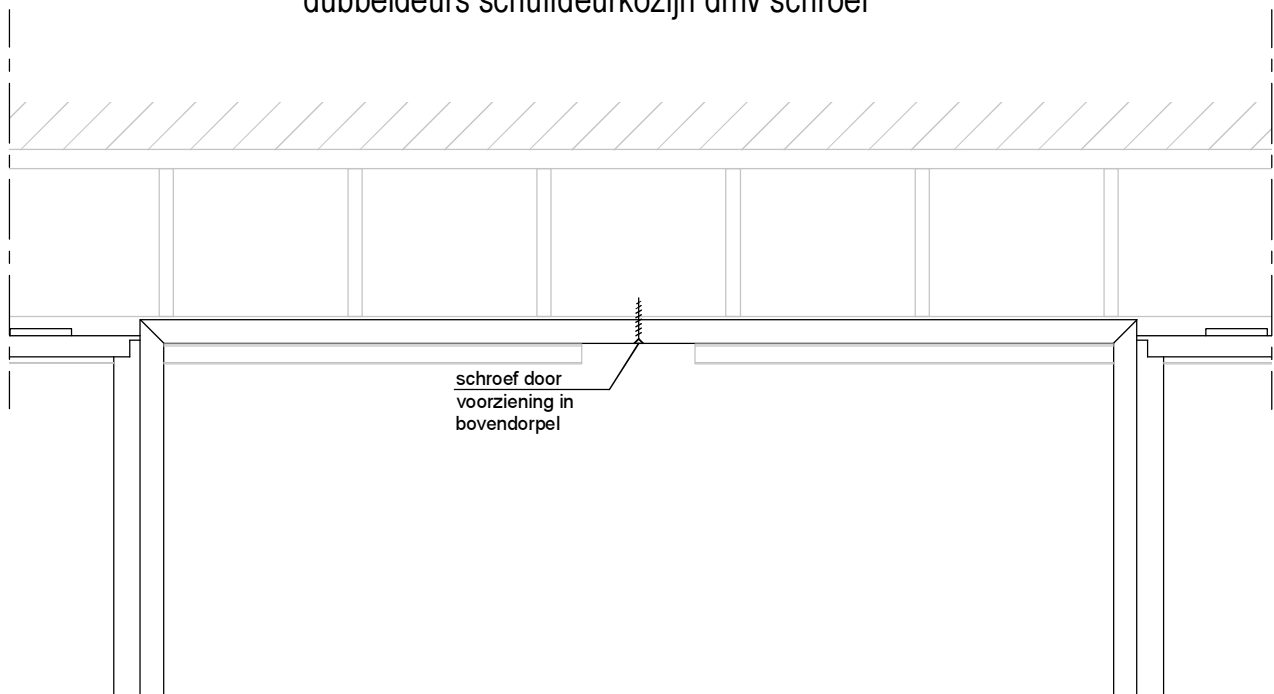 dubbeldeurs schuifdeurkozijn dmv schroef
schroef door
voorziening in
bovendorpel